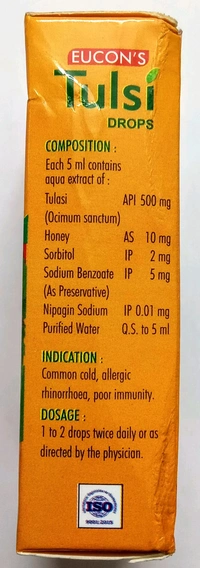 EUCON'S
Tulsi
DROPS
COMPOSITION :
Each 5 ml contains
aqua extract of :
Tulasi API 500 mg
(Ocimum sanctum)
Honey AS 10 mg
Sorbitol IP 2 mg
Sodium Benzoate IP 5 mg
(As Preservative)
Nipagin Sodium IP 0.01 mg
Purified Water Q.S. to 5 ml
INDICATION :
Common cold, allergic
rhinorrhoea, poor immunity.
DOSAGE :
1 to 2 drops twice daily or as
directed by the physician.
ISO